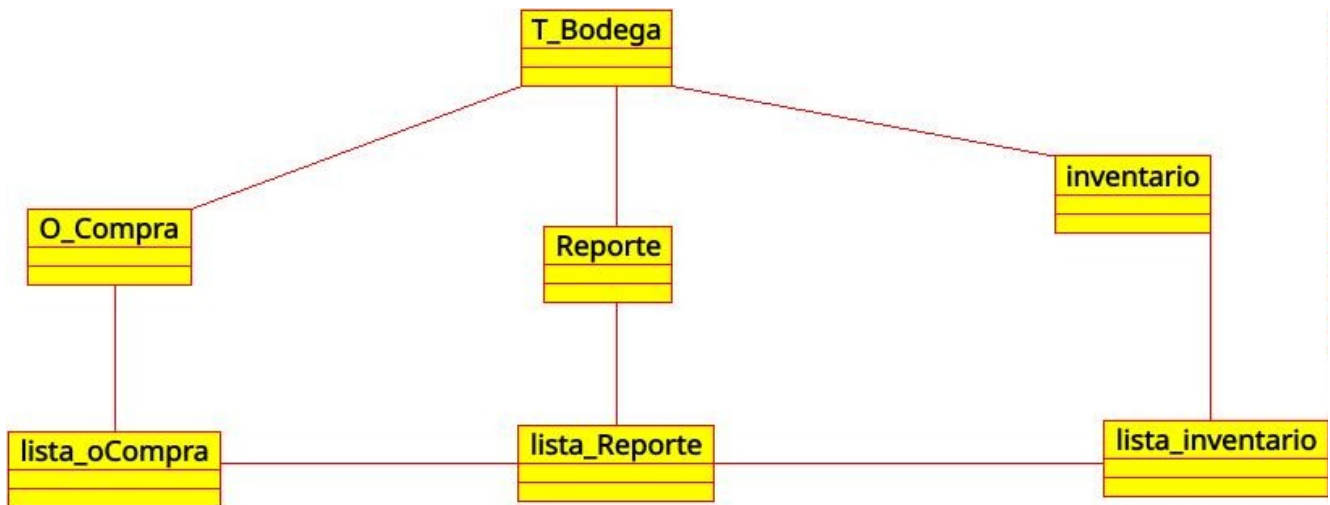 T_Bodega
inventario
O_Compra
Reporte
lista_oCompra
lista_Reporte
lista_inventario